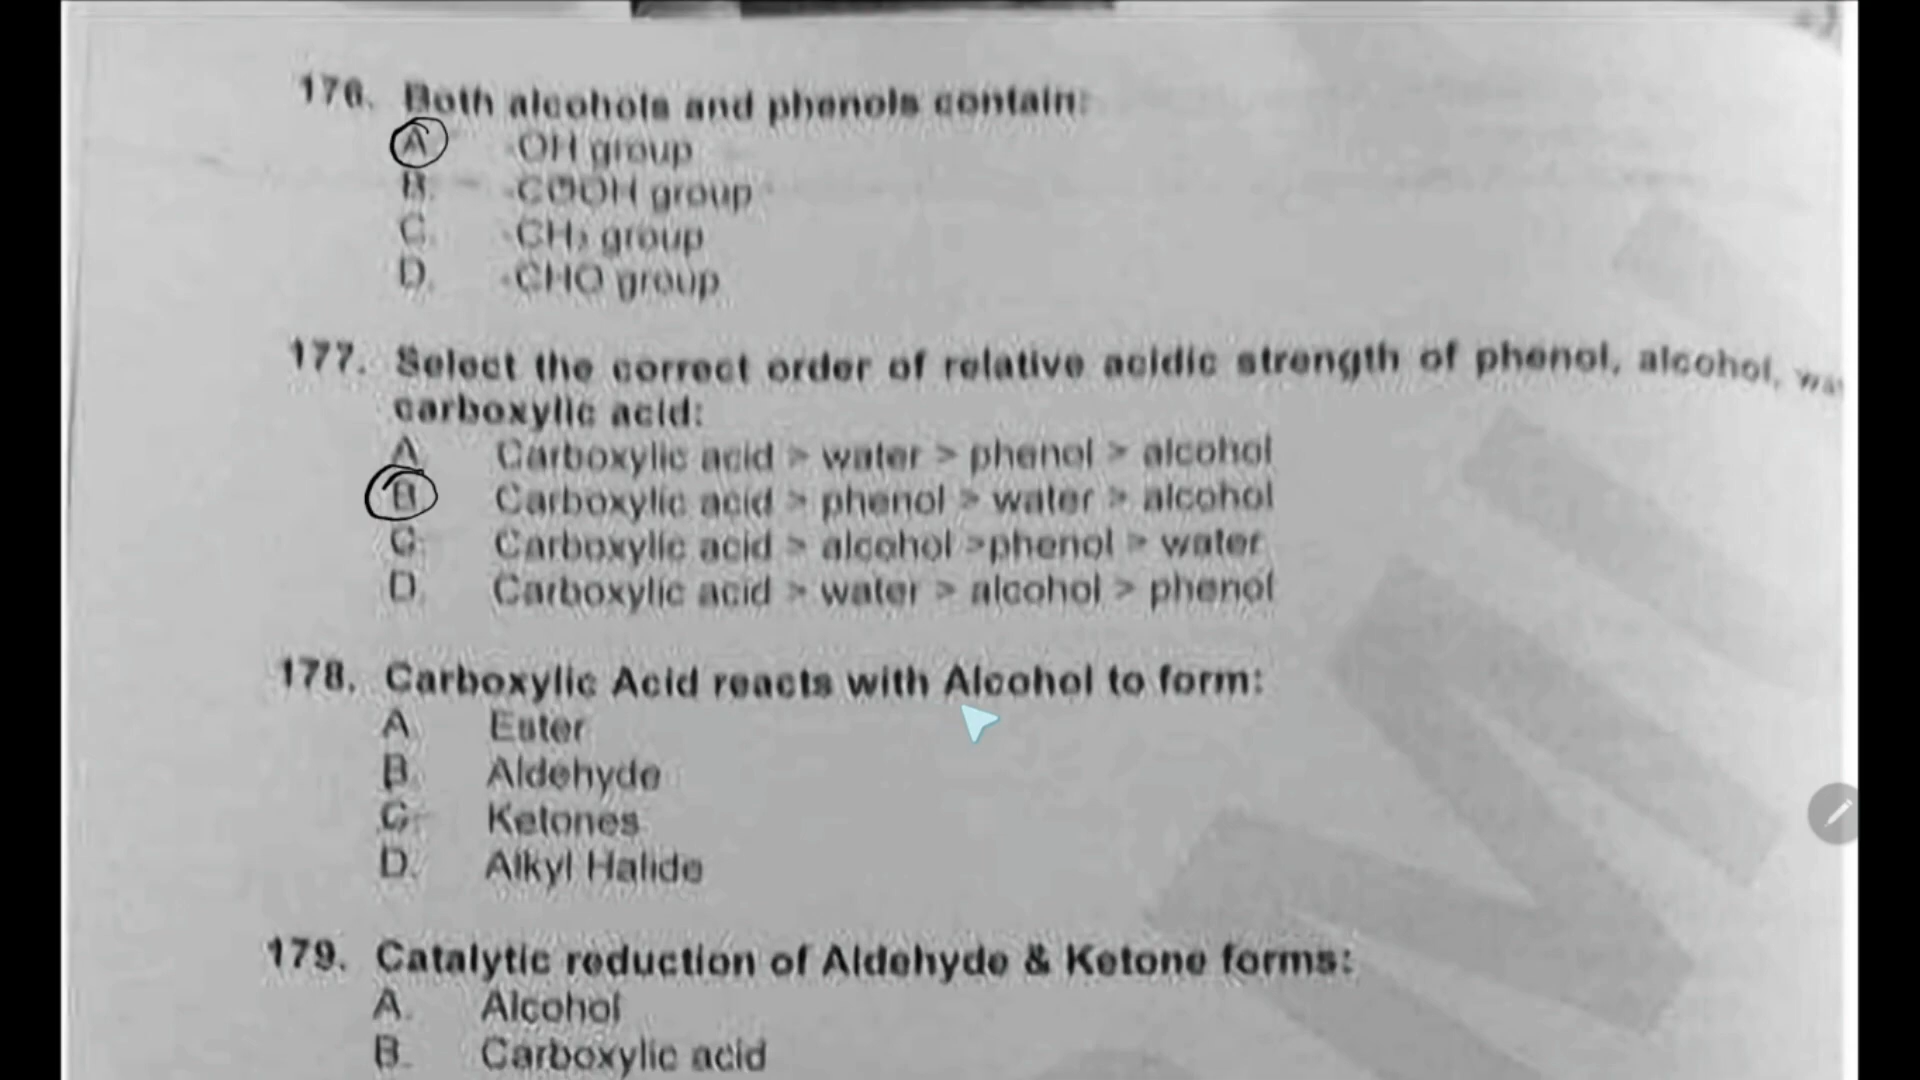 176. Both alcohols and phenols contain:
A -OH group
B. -COOH group
C. -CH₃ group
D. -CHO group
177. Select the correct order of relative acidic strength of phenol, alcohol,
carboxylic acid:
A Carboxylic acid > water > phenol > alcohol
B Carboxylic acid > phenol > water > alcohol
C. Carboxylic acid > alcohol >phenol > water
D. Carboxylic acid > water > alcohol > phenol
178. Carboxylic Acid reacts with Alcohol to form:
A Ester
B. Aldehyde
C. Ketones
D. Alkyl Halide
179. Catalytic reduction of Aldehyde & Ketone forms:
A. Alcohol
B. Carboxylic acid